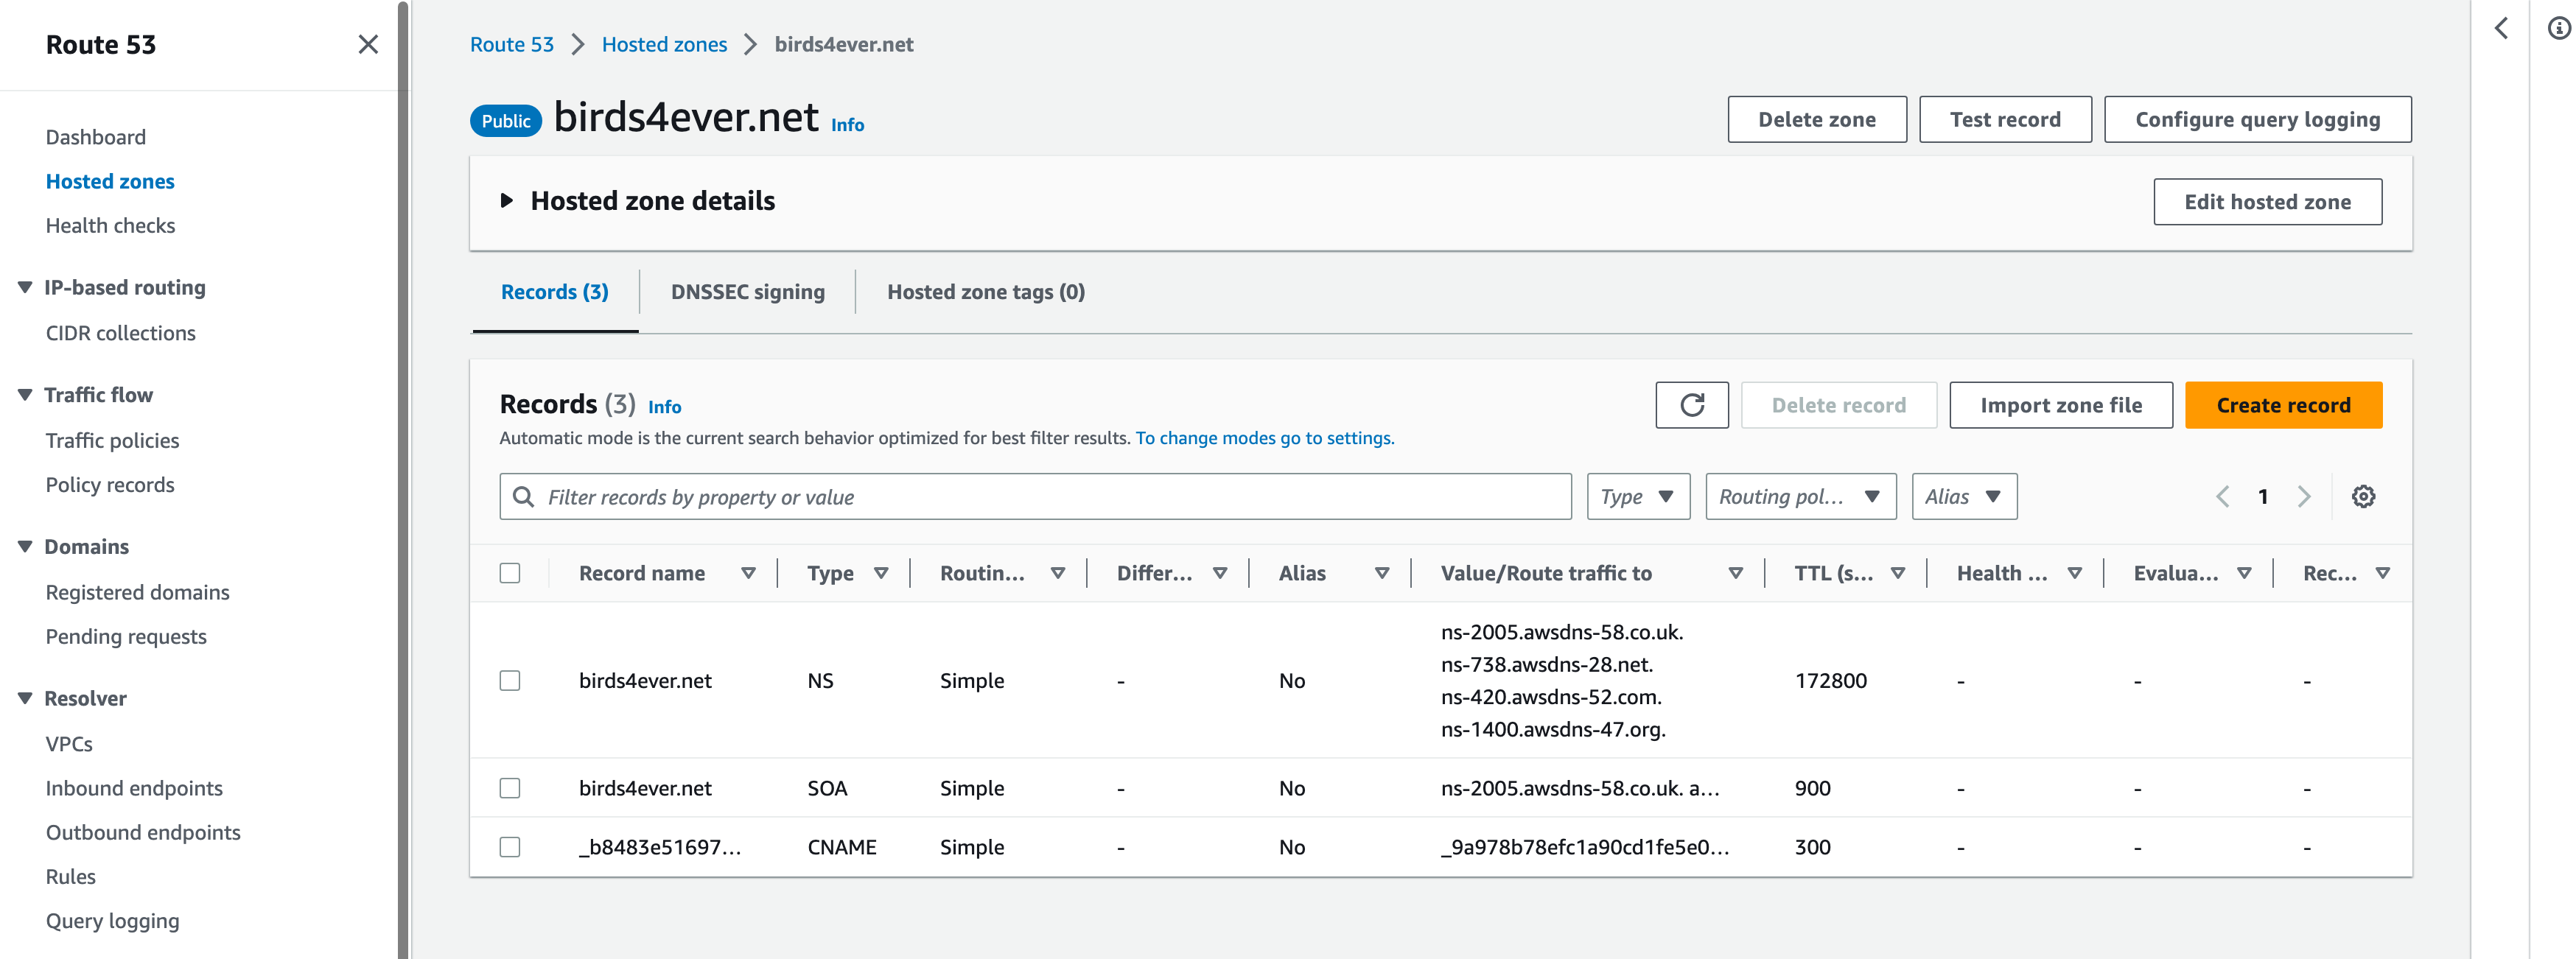 Route 53
Dashboard
Hosted zones
Health checks
IP-based routing
CIDR collections
Traffic flow
Traffic policies
Policy records
Domains
Registered domains
Pending requests
Resolver
VPCs
Inbound endpoints
Outbound endpoints
Rules
Query logging
Route 53 Hosted zones birds4ever.net
Public birds4ever.net Info
Delete zone Test record Configure query logging
Hosted zone details Edit hosted zone
Records (3) DNSSEC signing Hosted zone tags (0)
Records (3) Info
Delete record Import zone file Create record
Automatic mode is the current search behavior optimized for best filter results. To change modes go to settings.
Filter records by property or value Type Routing pol... Alias 1
Record name Type Routin... Differ... Alias Value/Route traffic to TTL (s... Health ... Evalua... Rec...
birds4ever.net NS Simple - No ns-2005.awsdns-58.co.uk.
ns-738.awsdns-28.net.
ns-420.awsdns-52.com.
ns-1400.awsdns-47.org. 172800 - - -
birds4ever.net SOA Simple - No ns-2005.awsdns-58.co.uk. a... 900 - - -
_b8483e51697... CNAME Simple - No _9a978b78efc1a90cd1fe5e0... 300 - - -